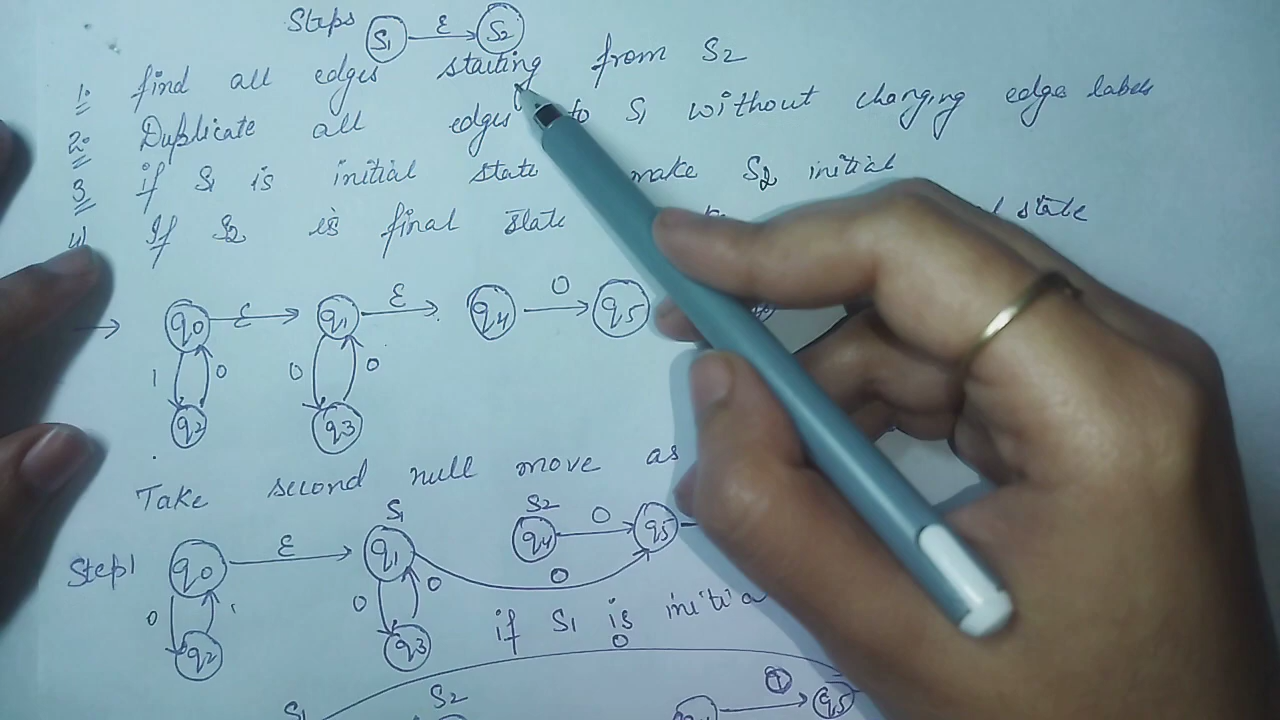 Steps S1 ε S2
1. find all edges starting from S2
2. Duplicate all edges to S1 without changing edge labels
3 if S1 is initial state make S2 initial
4) If S2 is final state state
q0 ε q1 ε q4 0 q5
1 0 0 0
q2 q3
Take second null move as
S1 S2
Step1 q0 ε q1 q4 0 q5
0 0 0 0
q2 q3 if S1 is
0
S1 S2 1 q5